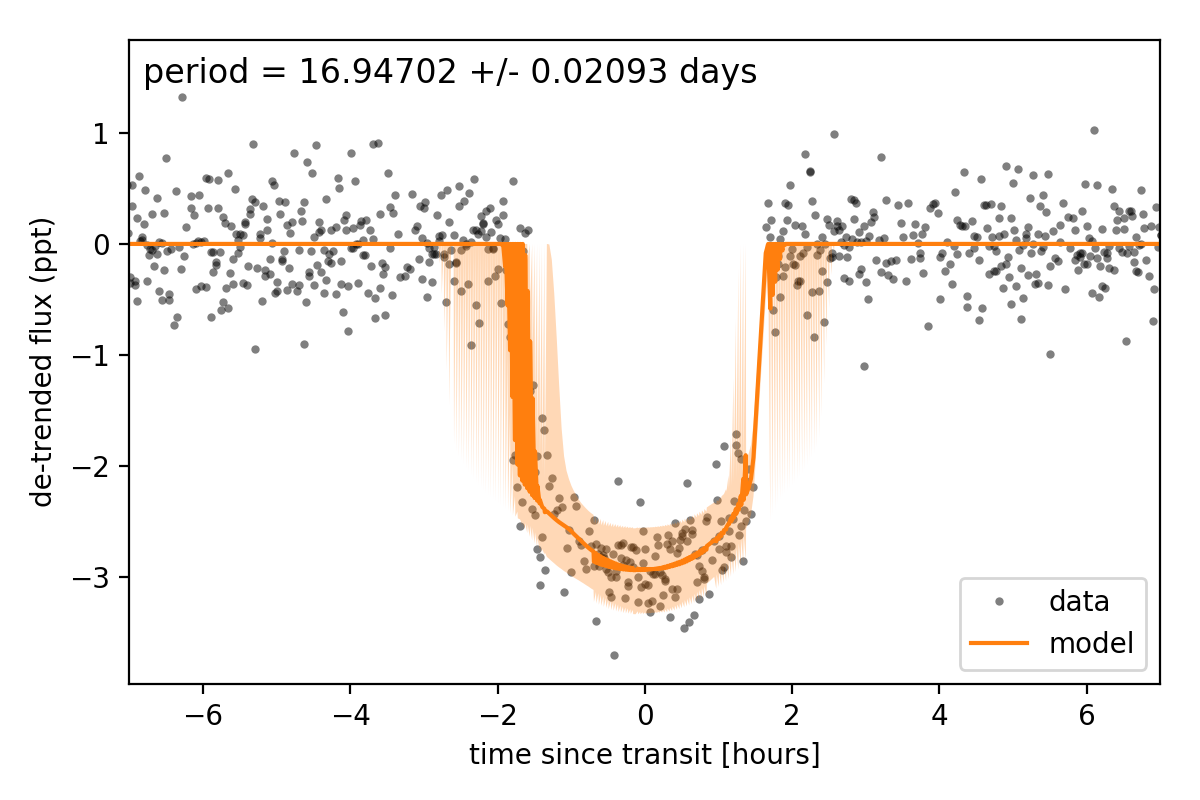 period = 16.94702 +/- 0.02093 days
de-trended flux (ppt)
1
0
−1
−2
−3
data
model
−6
−4
−2
0
2
4
6
time since transit [hours]